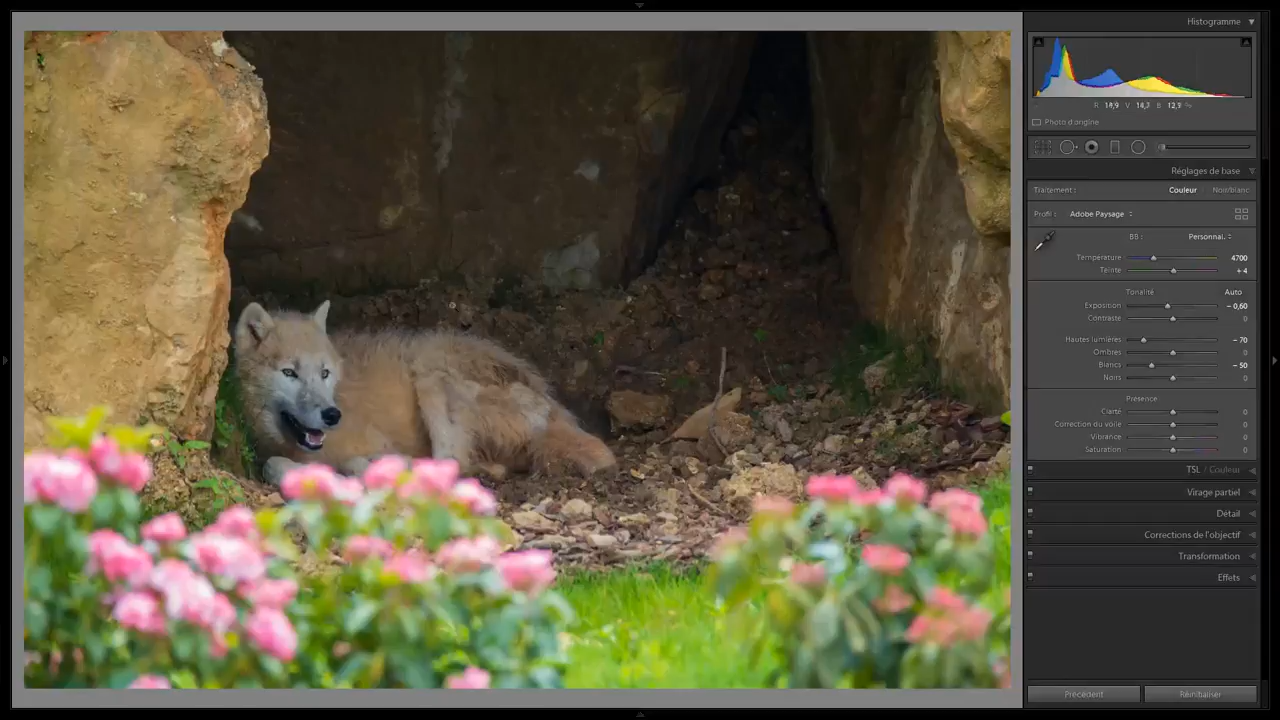 Histogramme
R 14,9 V 14,3 B 12,9 %
Photo d'origine
Réglages de base
Traitement : Couleur Noir/blanc
Profil : Adobe Paysage
BB : Personnal.
Température 4700
Teinte + 4
Tonalité Auto
Exposition − 0,60
Contraste 0
Hautes lumières − 70
Ombres 0
Blancs − 50
Noirs 0
Présence
Clarté 0
Correction du voile 0
Vibrance 0
Saturation 0
TSL / Couleur
Virage partiel
Détail
Corrections de l'objectif
Transformation
Effets
Précédent Réinitialiser